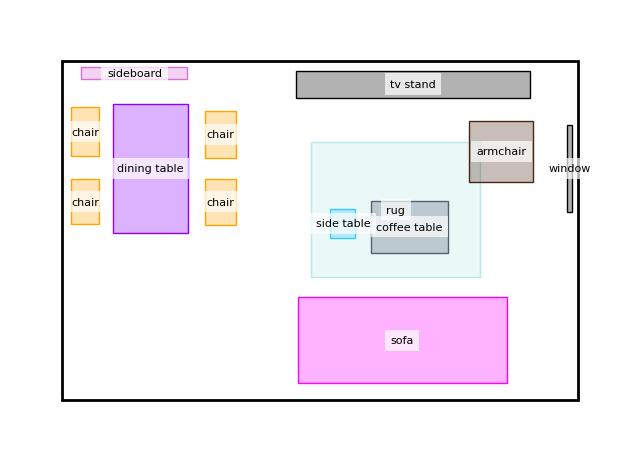 sideboard
tv stand
chair
chair
armchair
dining table
window
chair
chair
rug
side table
coffee table
sofa